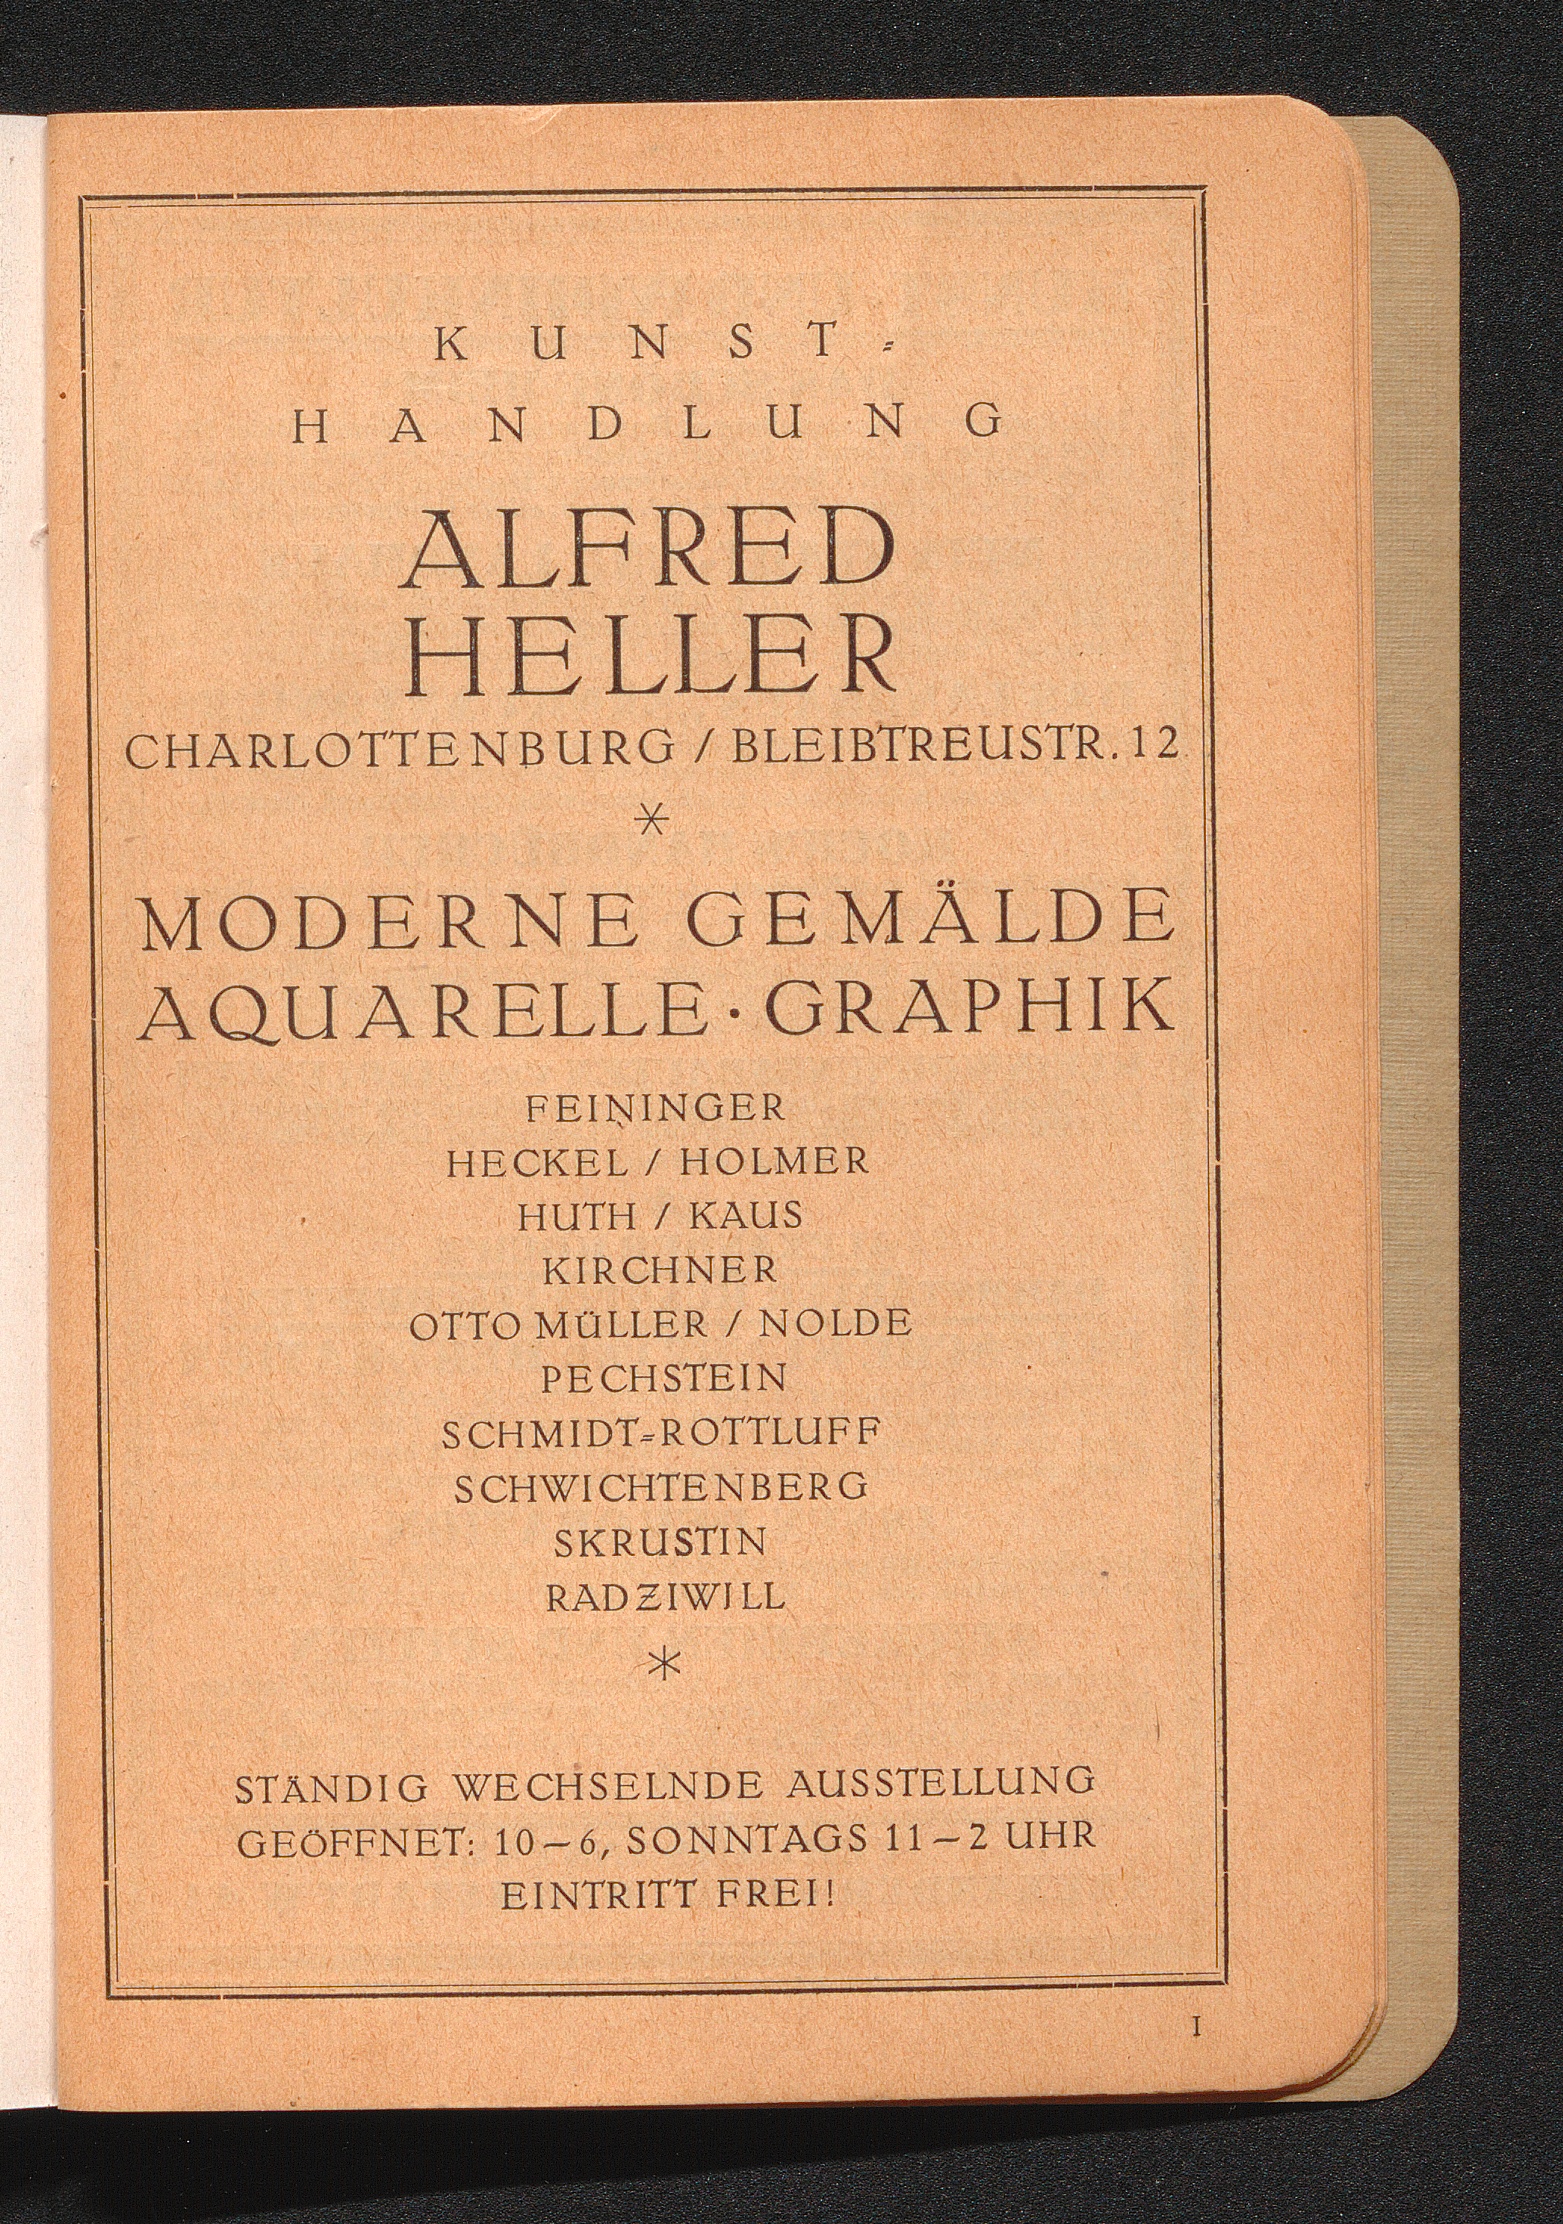 KUNST-
HANDLUNG
ALFRED
HELLER
CHARLOTTENBURG / BLEIBTREUSTR. 12
*
MODERNE GEMÄLDE
AQUARELLE · GRAPHIK
FEININGER
HECKEL / HOLMER
HUTH / KAUS
KIRCHNER
OTTO MÜLLER / NOLDE
PECHSTEIN
SCHMIDT-ROTTLUFF
SCHWICHTENBERG
SKRUSTIN
RADZIWILL
*
STÄNDIG WECHSELNDE AUSSTELLUNG
GEÖFFNET: 10—6, SONNTAGS 11—2 UHR
EINTRITT FREI!
I